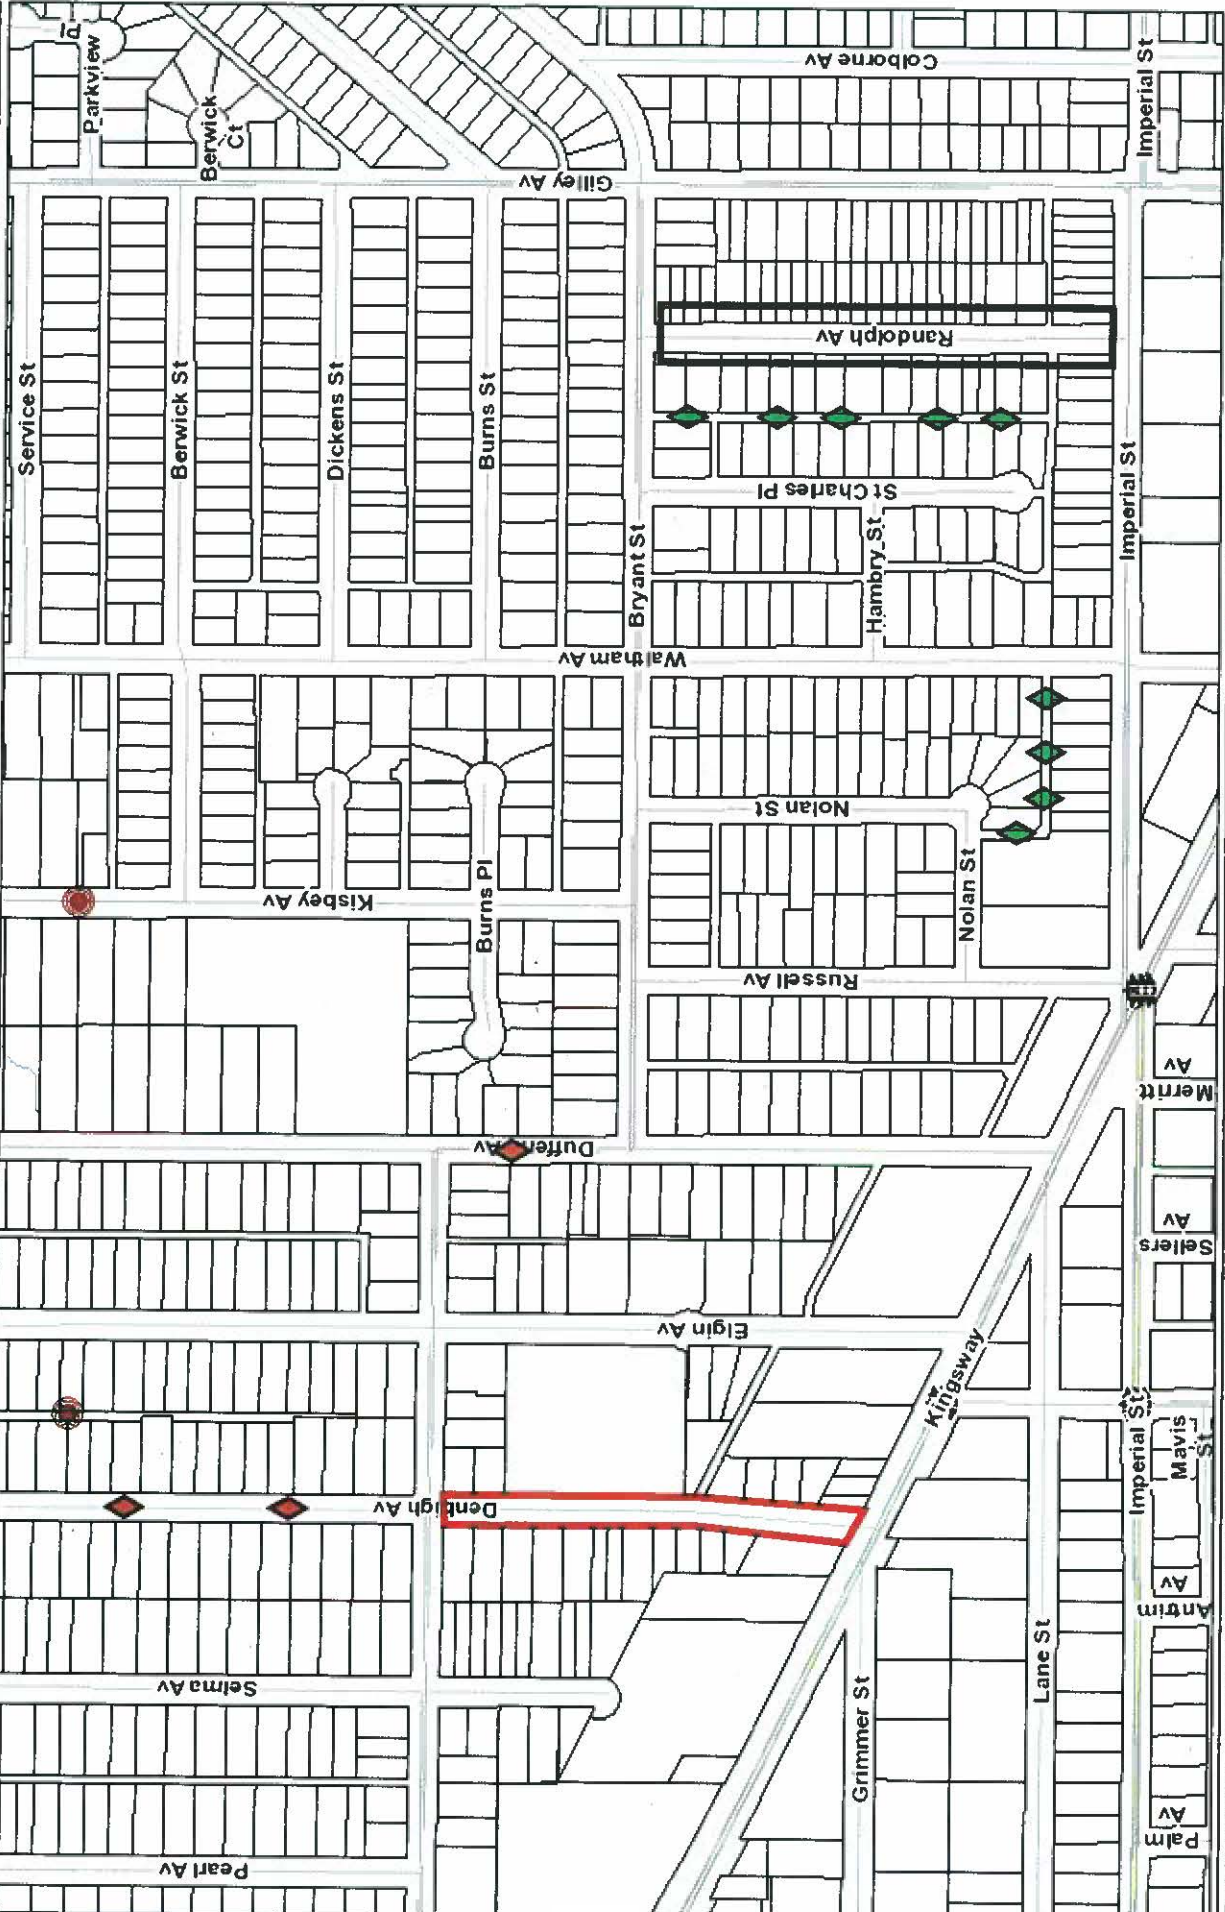 Pl
Parkview
Berwick
Ct
Colborne Av
Imperial St
Gilley Av
Randolph Av
Service St
Berwick St
Dickens St
Burns St
St Charles Pl
Imperial St
Bryant St
Hambry St
Waltham Av
Nolan St
Kisbey Av
Burns Pl
Nolan St
Russell Av
Merritt
Av
Dufferin Av
Sellers
Av
Elgin Av
Kingsway
Imperial St
Mavis
St
Denbigh Av
Antrim
Av
Selma Av
Lane St
Grimmer St
Palm
Av
Pearl Av